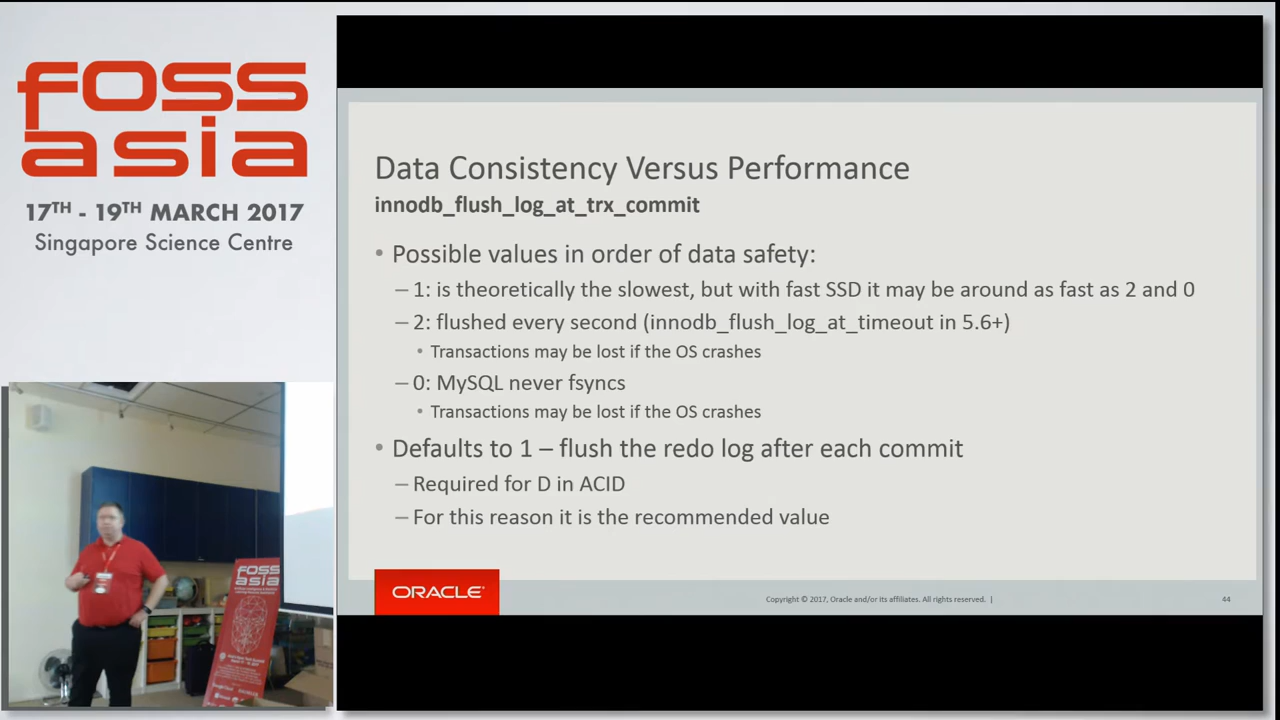 foss
asia
17TH - 19TH MARCH 2017
Singapore Science Centre
Data Consistency Versus Performance
innodb_flush_log_at_trx_commit
• Possible values in order of data safety:
– 1: is theoretically the slowest, but with fast SSD it may be around as fast as 2 and 0
– 2: flushed every second (innodb_flush_log_at_timeout in 5.6+)
• Transactions may be lost if the OS crashes
– 0: MySQL never fsyncs
• Transactions may be lost if the OS crashes
• Defaults to 1 – flush the redo log after each commit
– Required for D in ACID
– For this reason it is the recommended value
ORACLE®
Copyright © 2017, Oracle and/or its affiliates. All rights reserved. |
44
FOSS
ASIA